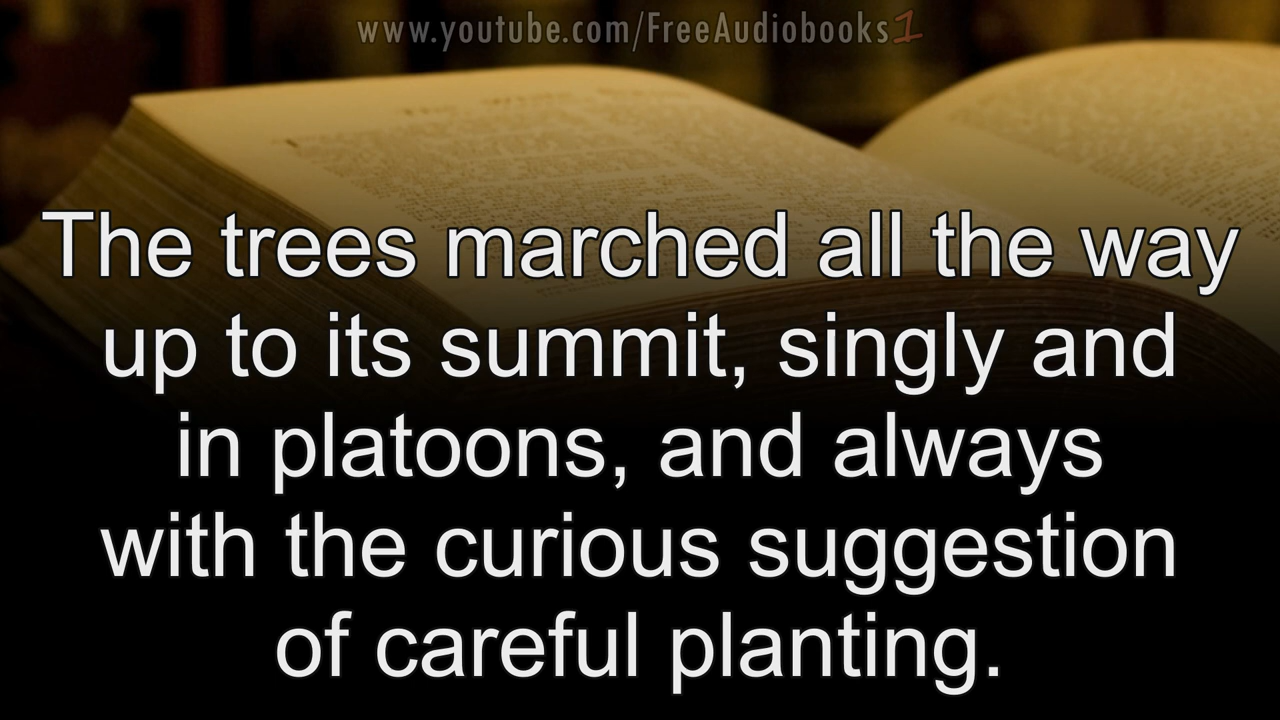 www.youtube.com/FreeAudiobooks1
The trees marched all the way
up to its summit, singly and
in platoons, and always
with the curious suggestion
of careful planting.